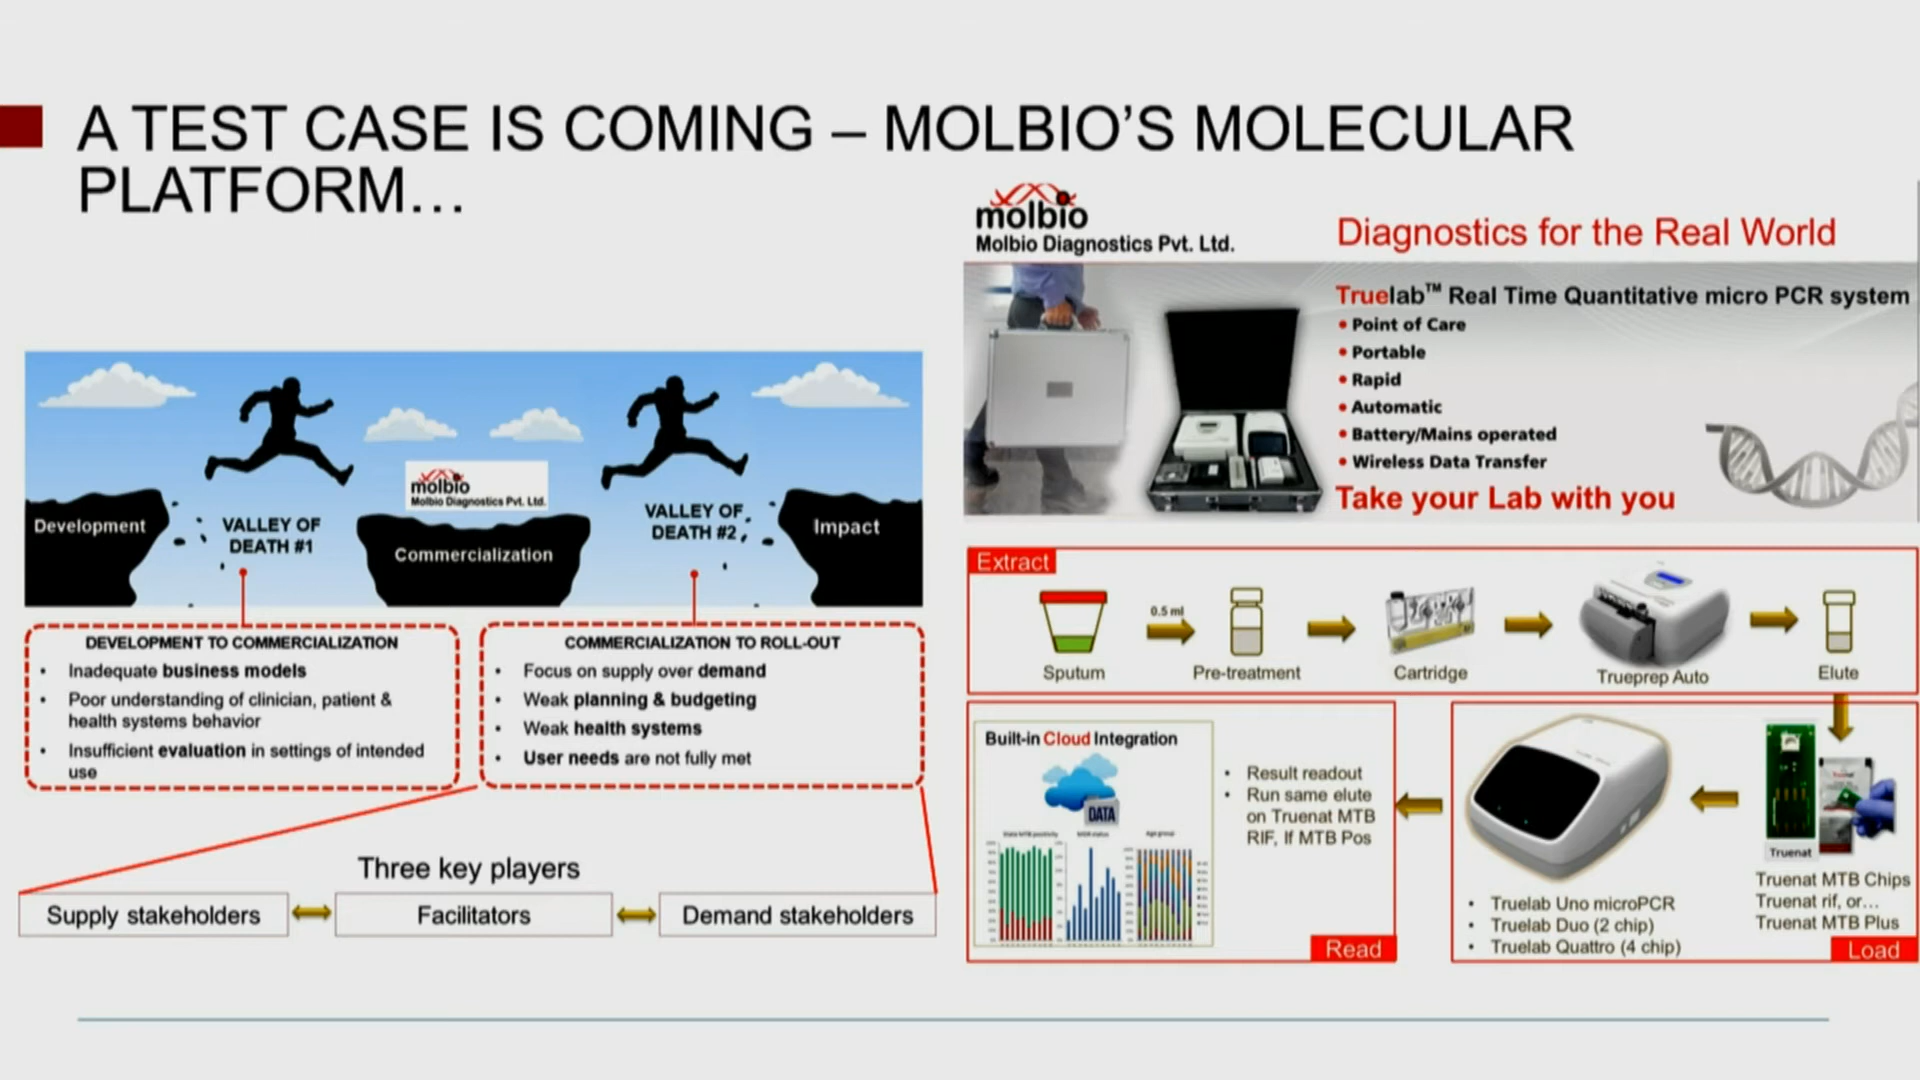 A TEST CASE IS COMING – MOLBIO’S MOLECULAR
PLATFORM…
molbio
Molbio Diagnostics Pvt. Ltd.
Diagnostics for the Real World
Truelab™ Real Time Quantitative micro PCR system
• Point of Care
• Portable
• Rapid
• Automatic
• Battery/Mains operated
• Wireless Data Transfer
Take your Lab with you
molbio
Molbio Diagnostics Pvt. Ltd.
Development
VALLEY OF
DEATH #1
Commercialization
VALLEY OF
DEATH #2
Impact
DEVELOPMENT TO COMMERCIALIZATION
• Inadequate business models
• Poor understanding of clinician, patient &
health systems behavior
• Insufficient evaluation in settings of intended
use
COMMERCIALIZATION TO ROLL-OUT
• Focus on supply over demand
• Weak planning & budgeting
• Weak health systems
• User needs are not fully met
Three key players
Supply stakeholders
Facilitators
Demand stakeholders
Extract
Sputum
0.5 ml
Pre-treatment
Cartridge
Trueprep Auto
Elute
Built-in Cloud Integration
DATA
MDR status
Age group
• Result readout
• Run same elute
on Truenat MTB
RIF, If MTB Pos
Read
• Truelab Uno microPCR
• Truelab Duo (2 chip)
• Truelab Quattro (4 chip)
Truenat
Truenat MTB Chips
Truenat rif, or…
Truenat MTB Plus
Load